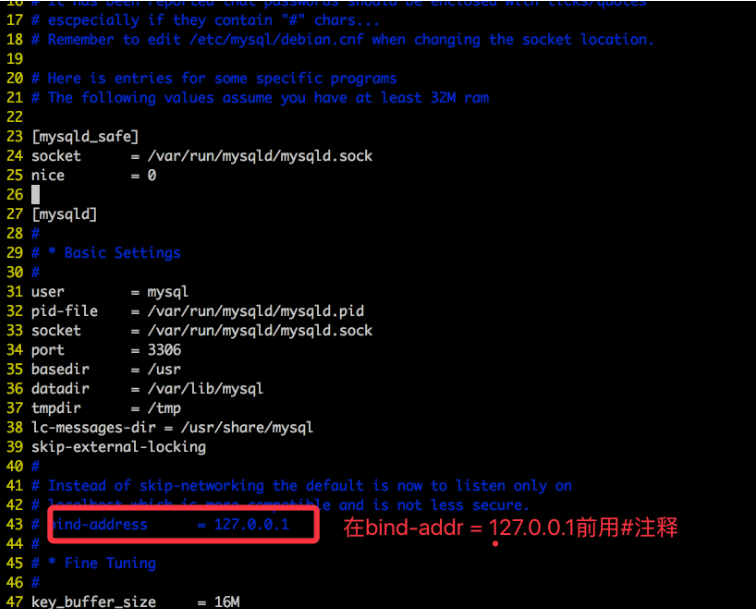 16 # It has been reported that passwords should be enclosed with ticks/quotes
17 # escpecially if they contain "#" chars...
18 # Remember to edit /etc/mysql/debian.cnf when changing the socket location.
19
20 # Here is entries for some specific programs
21 # The following values assume you have at least 32M ram
22
23 [mysqld_safe]
24 socket = /var/run/mysqld/mysqld.sock
25 nice = 0
26
27 [mysqld]
28 #
29 # * Basic Settings
30 #
31 user = mysql
32 pid-file = /var/run/mysqld/mysqld.pid
33 socket = /var/run/mysqld/mysqld.sock
34 port = 3306
35 basedir = /usr
36 datadir = /var/lib/mysql
37 tmpdir = /tmp
38 lc-messages-dir = /usr/share/mysql
39 skip-external-locking
40 #
41 # Instead of skip-networking the default is now to listen only on
42 # localhost which is more compatible and is not less secure.
43 # bind-address = 127.0.0.1 在bind-addr = 127.0.0.1前用#注释
44 #
45 # * Fine Tuning
46 #
47 key_buffer_size = 16M